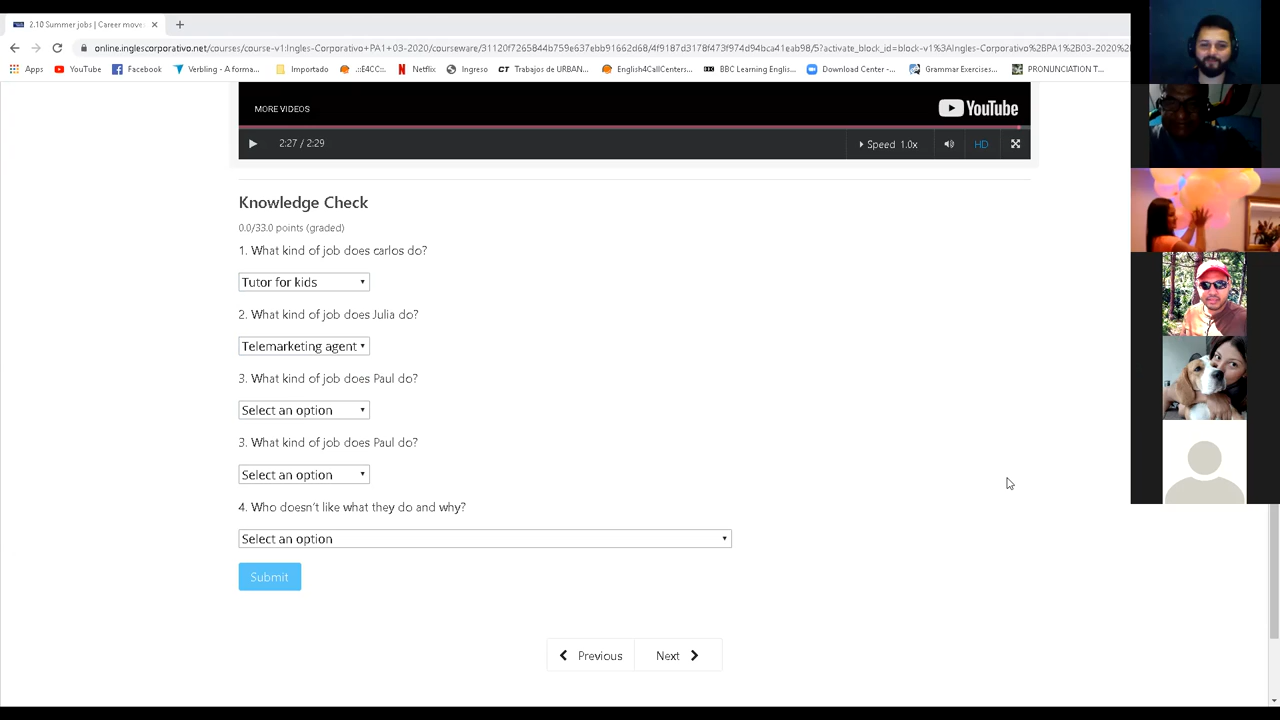 2.10 Summer jobs | Career move
online.inglescorporativo.net/courses/course-v1:Ingles-Corporativo+PA1+03-2020/courseware/31120f7265844b759e637ebb91662d68/4f9187d3178f473f974d94bca41eab98/5?activate_block_id=block-v1%3AIngles-Corporativo%2BPA1%2B03-2020%
Apps YouTube Facebook Verbling - A forma... Importado .::E4CC::. Netflix Ingreso CT Trabajos de URBAN... English4CallCenters... BBC BBC Learning Englis... Download Center -... Grammar Exercises... PRONUNCIATION T...
MORE VIDEOS YouTube
2:27 / 2:29 Speed 1.0x HD
Knowledge Check
0.0/33.0 points (graded)
1. What kind of job does carlos do?
Tutor for kids
2. What kind of job does Julia do?
Telemarketing agent
3. What kind of job does Paul do?
Select an option
3. What kind of job does Paul do?
Select an option
4. Who doesn't like what they do and why?
Select an option
Submit
Previous Next